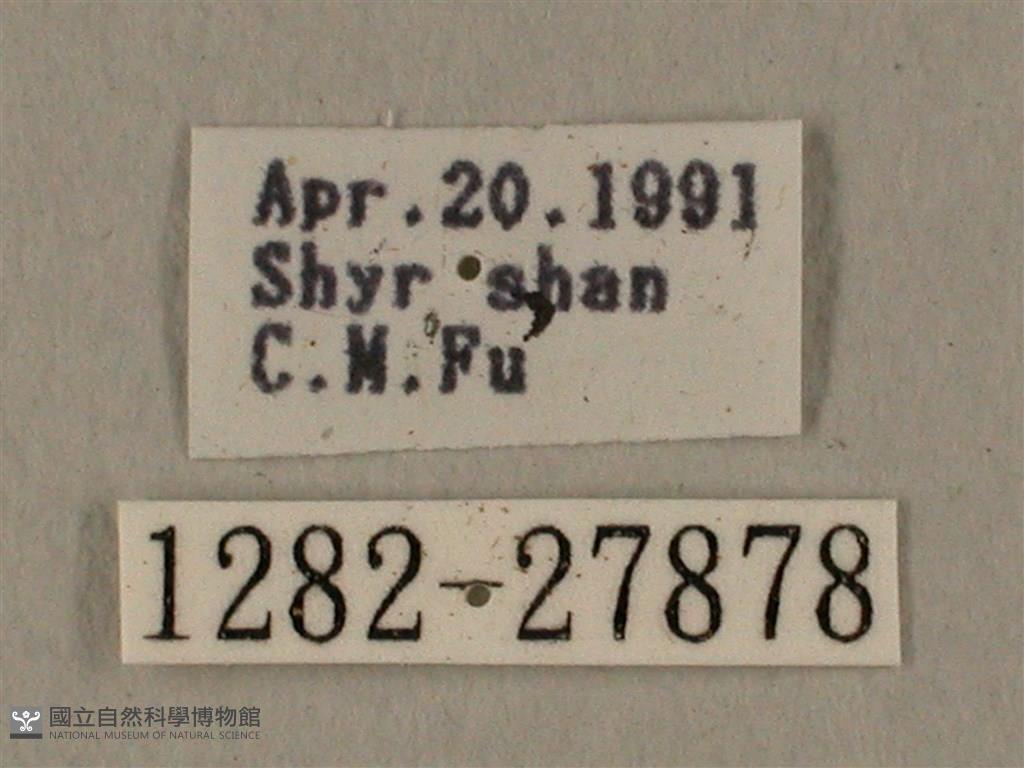 Apr.20.1991
Shyr shan
C.M.Fu
1282-27878
國立自然科學博物館
NATIONAL MUSEUM OF NATURAL SCIENCE